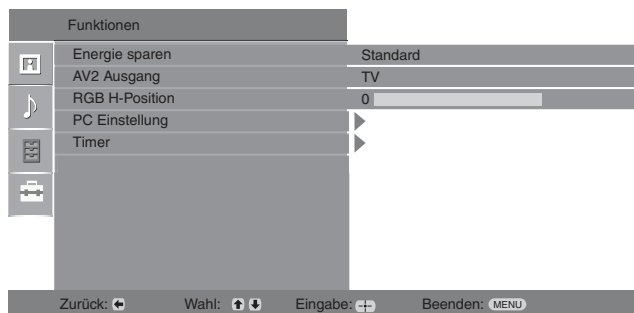 Funktionen
Energie sparen Standard
AV2 Ausgang TV
RGB H-Position 0
PC Einstellung
Timer
Zurück: Wahl: Eingabe: Beenden: MENU